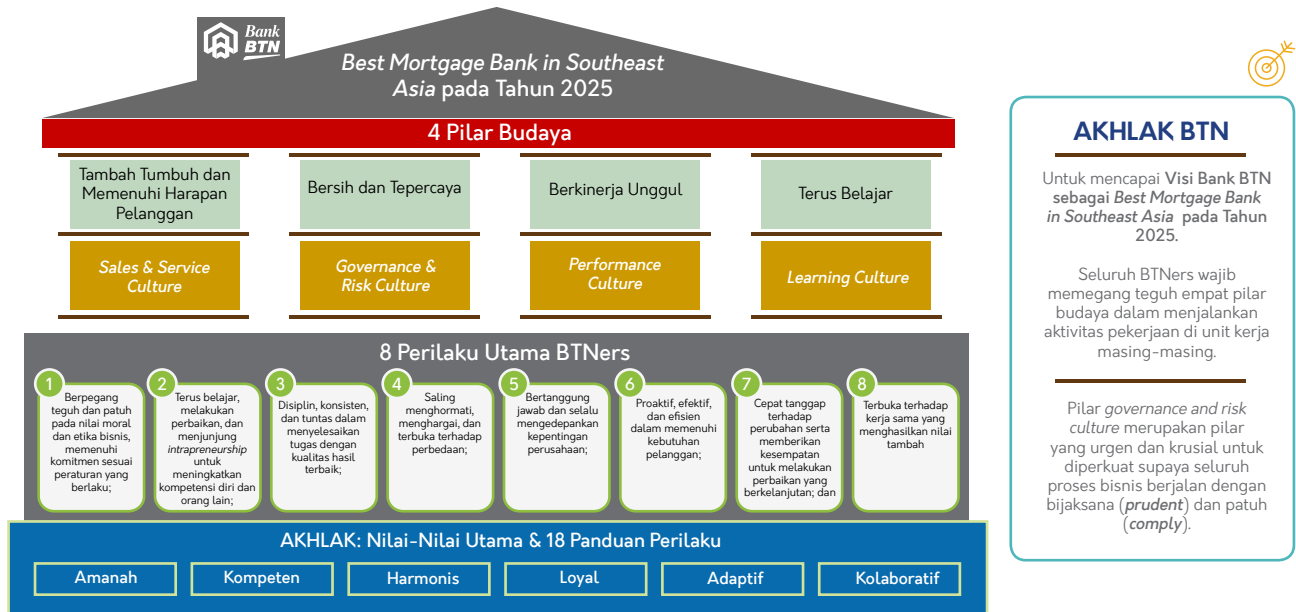 Bank
BTN
Best Mortgage Bank in Southeast
Asia pada Tahun 2025
4 Pilar Budaya
Tambah Tumbuh dan
Memenuhi Harapan
Pelanggan
Bersih dan Tepercaya
Berkinerja Unggul
Terus Belajar
Sales & Service
Culture
Governance &
Risk Culture
Performance
Culture
Learning Culture
8 Perilaku Utama BTNers
1
Berpegang
teguh dan patuh
pada nilai moral
dan etika bisnis,
memenuhi
komitmen sesuai
peraturan yang
berlaku;
2
Terus belajar,
melakukan
perbaikan, dan
menjunjung
intrapreneurship
untuk
meningkatkan
kompetensi diri dan
orang lain;
3
Disiplin, konsisten,
dan tuntas dalam
menyelesaikan
tugas dengan
kualitas hasil
terbaik;
4
Saling
menghormati,
menghargai, dan
terbuka terhadap
perbedaan;
5
Bertanggung
jawab dan selalu
mengedepankan
kepentingan
perusahaan;
6
Proaktif, efektif,
dan efisien
dalam memenuhi
kebutuhan
pelanggan;
7
Cepat tanggap
terhadap
perubahan serta
memberikan
kesempatan
untuk melakukan
perbaikan yang
berkelanjutan; dan
8
Terbuka terhadap
kerja sama yang
menghasilkan nilai
tambah
AKHLAK: Nilai-Nilai Utama & 18 Panduan Perilaku
Amanah
Kompeten
Harmonis
Loyal
Adaptif
Kolaboratif
AKHLAK BTN
Untuk mencapai Visi Bank BTN
sebagai Best Mortgage Bank
in Southeast Asia pada Tahun
2025.
Seluruh BTNers wajib
memegang teguh empat pilar
budaya dalam menjalankan
aktivitas pekerjaan di unit kerja
masing-masing.
Pilar governance and risk
culture merupakan pilar
yang urgen dan krusial untuk
diperkuat supaya seluruh
proses bisnis berjalan dengan
bijaksana (prudent) dan patuh
(comply).